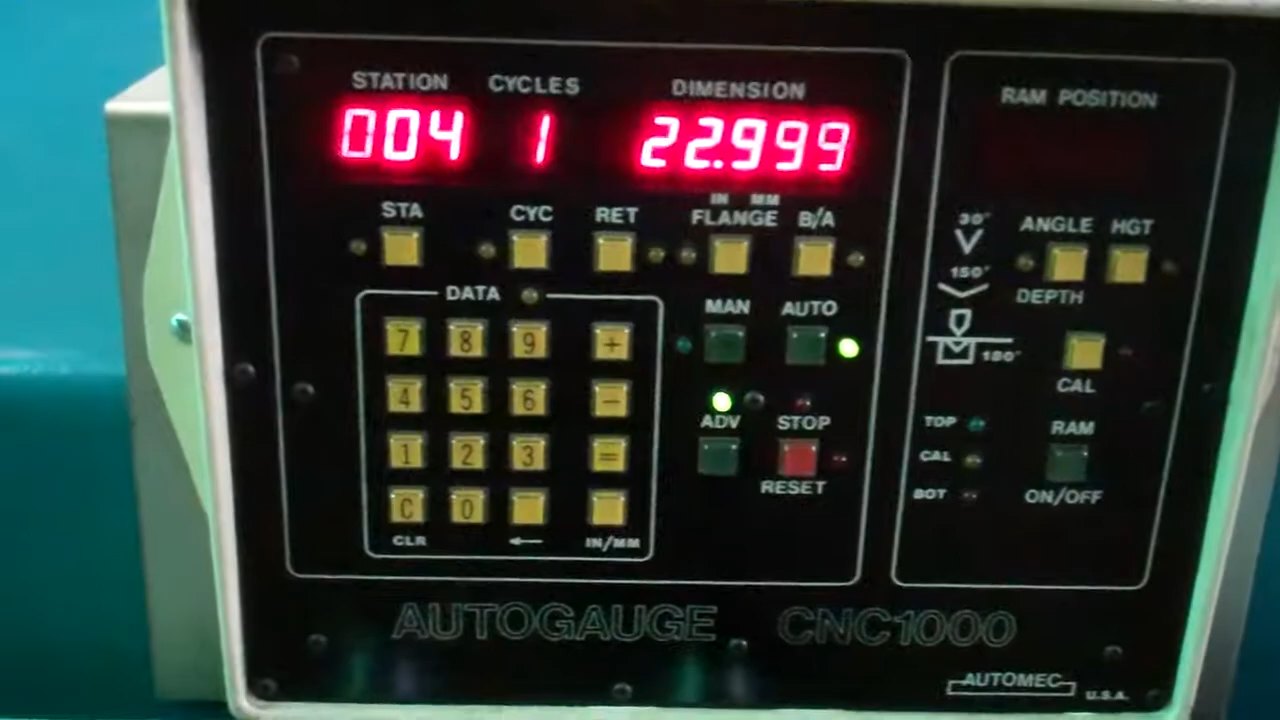 STATION CYCLES DIMENSION
004 1 22.999
IN MM
STA CYC RET FLANGE B/A
DATA
7 8 9 +
4 5 6 −
1 2 3 =
C 0
CLR ← IN/MM
MAN AUTO
ADV STOP
RESET
RAM POSITION
30°
ANGLE HGT
150°
DEPTH
180°
CAL
TOP RAM
CAL
BOT ON/OFF
AUTOGAUGE CNC1000
AUTOMEC
U.S.A.